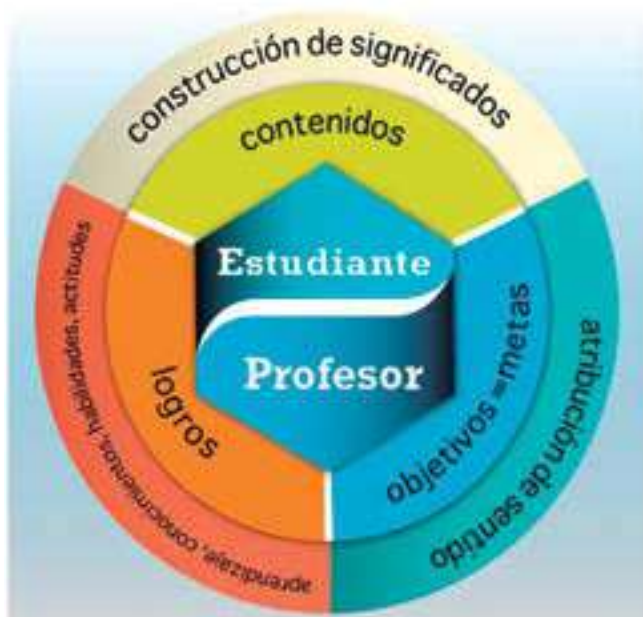 construcción de significados
contenidos
Estudiante
Profesor
logros
objetivos =metas
aprendizaje, conocimientos, habilidades, actitudes
atribución de sentido